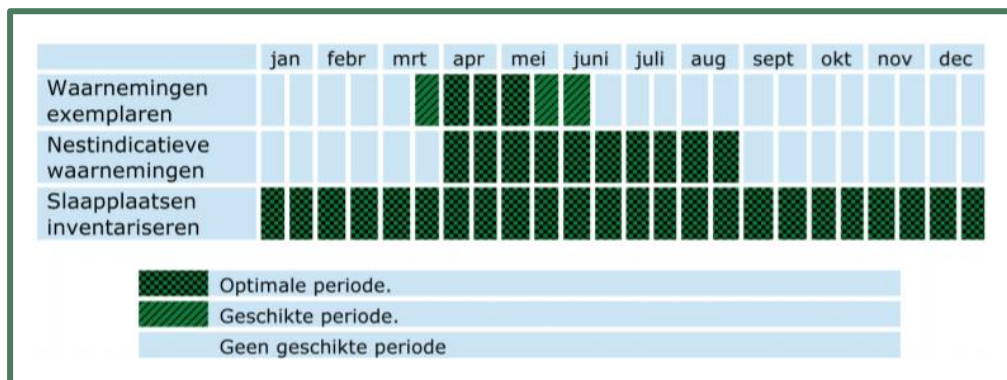 jan febr mrt apr mei juni juli aug sept okt nov dec
Waarnemingen
exemplaren
Nestindicatieve
waarnemingen
Slaapplaatsen
inventariseren
Optimale periode.
Geschikte periode.
Geen geschikte periode